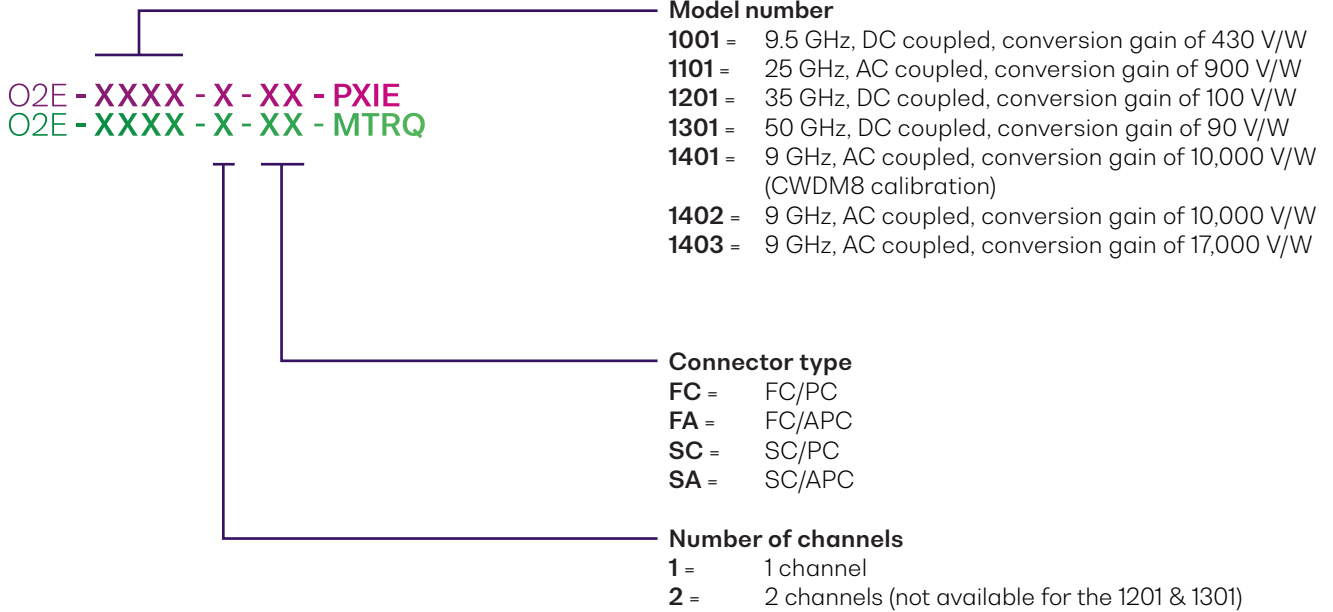 Model number
1001 = 9.5 GHz, DC coupled, conversion gain of 430 V/W
1101 = 25 GHz, AC coupled, conversion gain of 900 V/W
1201 = 35 GHz, DC coupled, conversion gain of 100 V/W
1301 = 50 GHz, DC coupled, conversion gain of 90 V/W
1401 = 9 GHz, AC coupled, conversion gain of 10,000 V/W
(CWDM8 calibration)
1402 = 9 GHz, AC coupled, conversion gain of 10,000 V/W
1403 = 9 GHz, AC coupled, conversion gain of 17,000 V/W
O2E - XXXX - X - XX - PXIE
O2E - XXXX - X - XX - MTRQ
Connector type
FC = FC/PC
FA = FC/APC
SC = SC/PC
SA = SC/APC
Number of channels
1 = 1 channel
2 = 2 channels (not available for the 1201 & 1301)